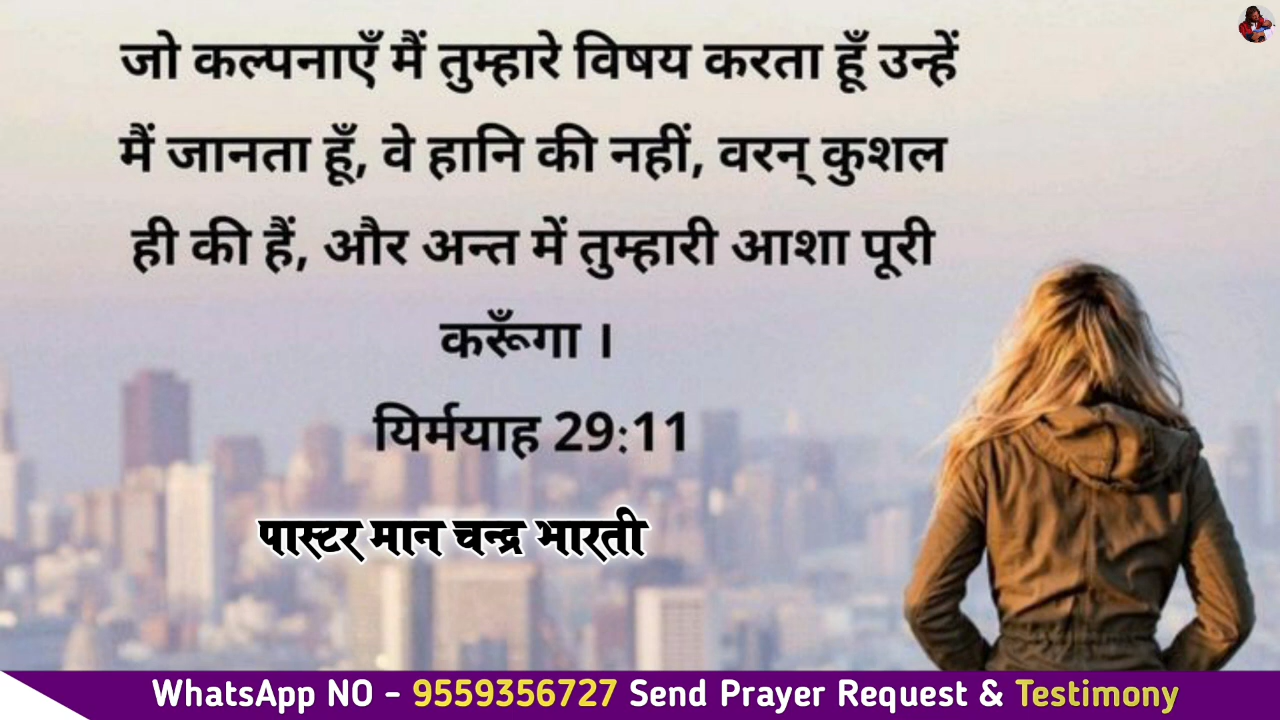 जो कल्पनाएँ मैं तुम्हारे विषय करता हूँ उन्हें
मैं जानता हूँ, वे हानि की नहीं, वरन् कुशल
ही की हैं, और अन्त में तुम्हारी आशा पूरी
करूँगा ।
यिर्मयाह 29:11
पास्टर मान चन्द्र भारती
WhatsApp NO - 9559356727 Send Prayer Request & Testimony